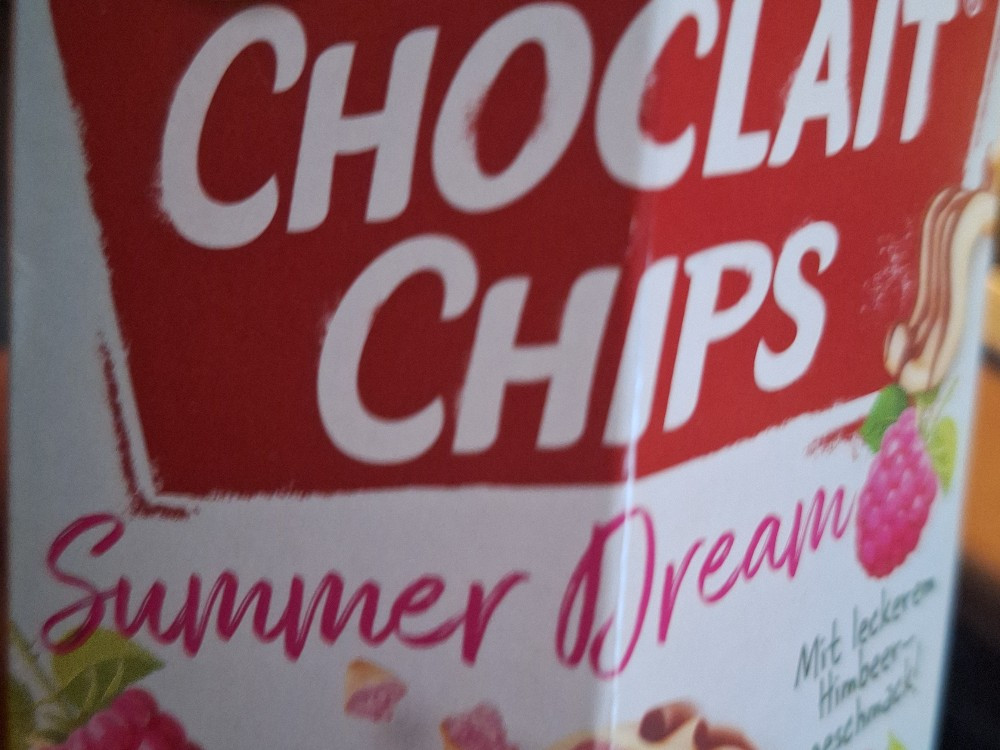 CHOCLAIT
CHIPS
Summer Dream
Mit leckerem
Himbeer-
geschmack!